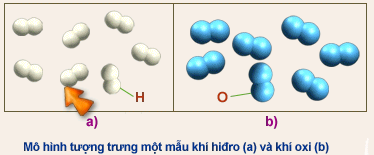 H
O
a)
b)
Mô hình tượng trưng một mẫu khí hiđro (a) và khí oxi (b)